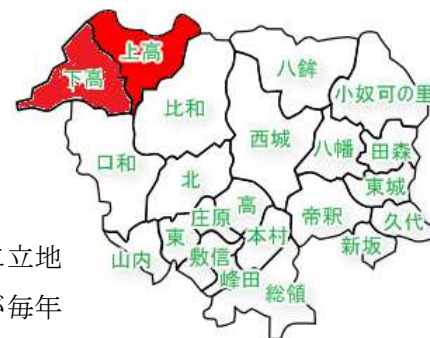 上高
下高
八鉾
小奴可の里
比和
西城
八幡
田森
口和
北
東城
庄原
高
帝釈
久代
山内
東
敷信
本村
新坂
峰田
総領
立地
毎年